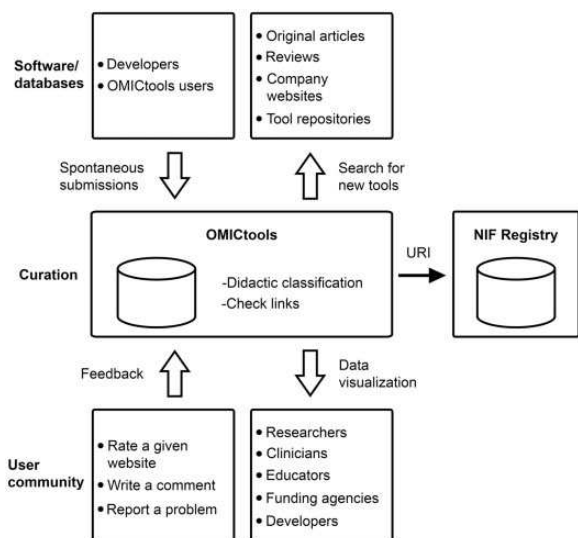 Software/
databases
• Developers
• OMICtools users
• Original articles
• Reviews
• Company
websites
• Tool repositories
Spontaneous
submissions
Search for
new tools
Curation
OMICtools
-Didactic classification
-Check links
URI
NIF Registry
Feedback
Data
visualization
User
community
• Rate a given
website
• Write a comment
• Report a problem
• Researchers
• Clinicians
• Educators
• Funding agencies
• Developers